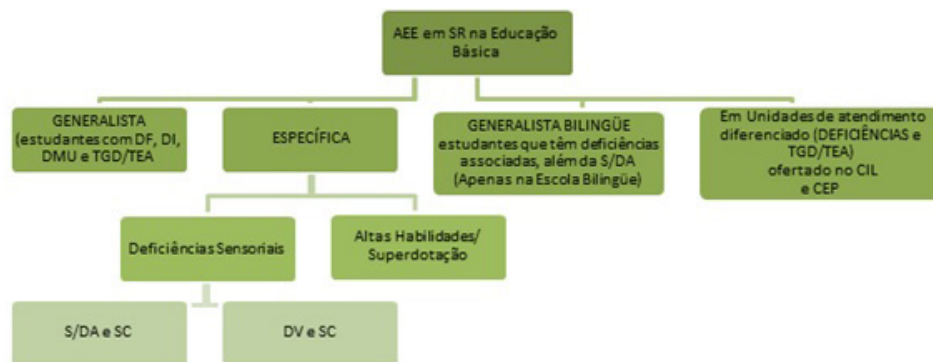 AEE em SR na Educação
Básica
GENERALISTA
(estudantes com DF, DI,
DMU e TGD/TEA
ESPECÍFICA
GENERALISTA BILINGÜE
estudantes que têm deficiências
associadas, além da S/DA
(Apenas na Escola Bilingüe)
Em Unidades de atendimento
diferenciado (DEFICIÊNCIAS e
TGD/TEA)
ofertado no CIL
e CEP
Deficiências Sensoriais
Altas Habilidades/
Superdotação
S/DA e SC
DV e SC